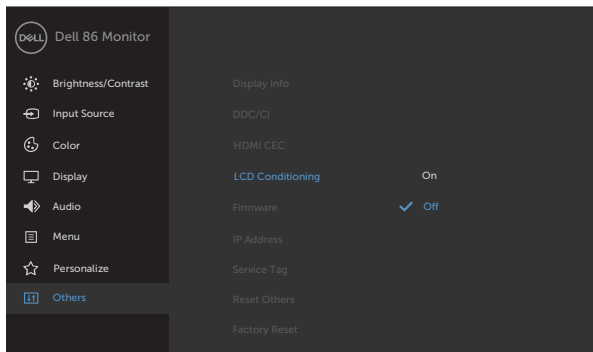 DELL Dell 86 Monitor
Brightness/Contrast
Input Source
Color
Display
Audio
Menu
Personalize
Others
Display Info
DDC/CI
HDMI CEC
LCD Conditioning On
Firmware Off
IP Address
Service Tag
Reset Others
Factory Reset